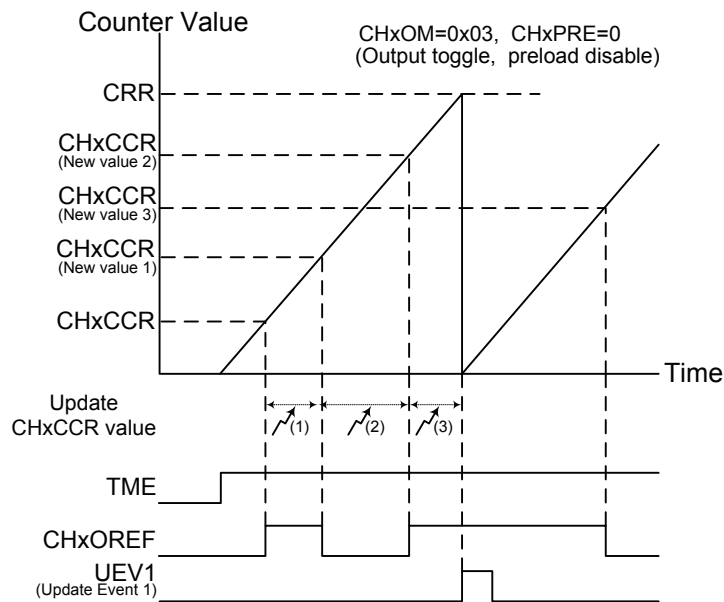 Counter Value
CHxOM=0x03, CHxPRE=0
(Output toggle, preload disable)
CRR
CHxCCR
(New value 2)
CHxCCR
(New value 3)
CHxCCR
(New value 1)
CHxCCR
Time
Update
CHxCCR value
(1)
(2)
(3)
TME
CHxOREF
UEV1
(Update Event 1)